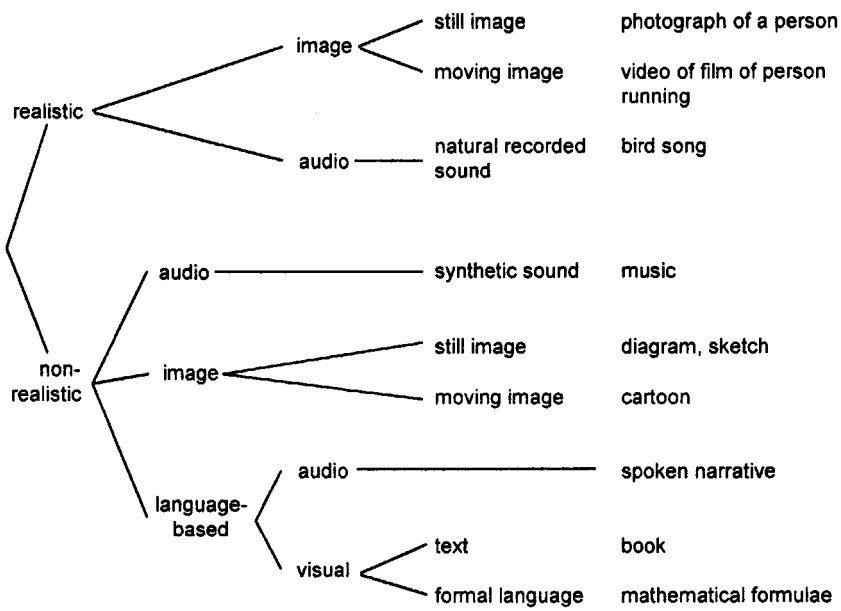 still image photograph of a person
image
moving image video of film of person
running
realistic
natural recorded bird song
audio
sound
audio synthetic sound music
still image diagram, sketch
non-
image
realistic
moving image cartoon
audio spoken narrative
language-
based
text book
visual
formal language mathematical formulae